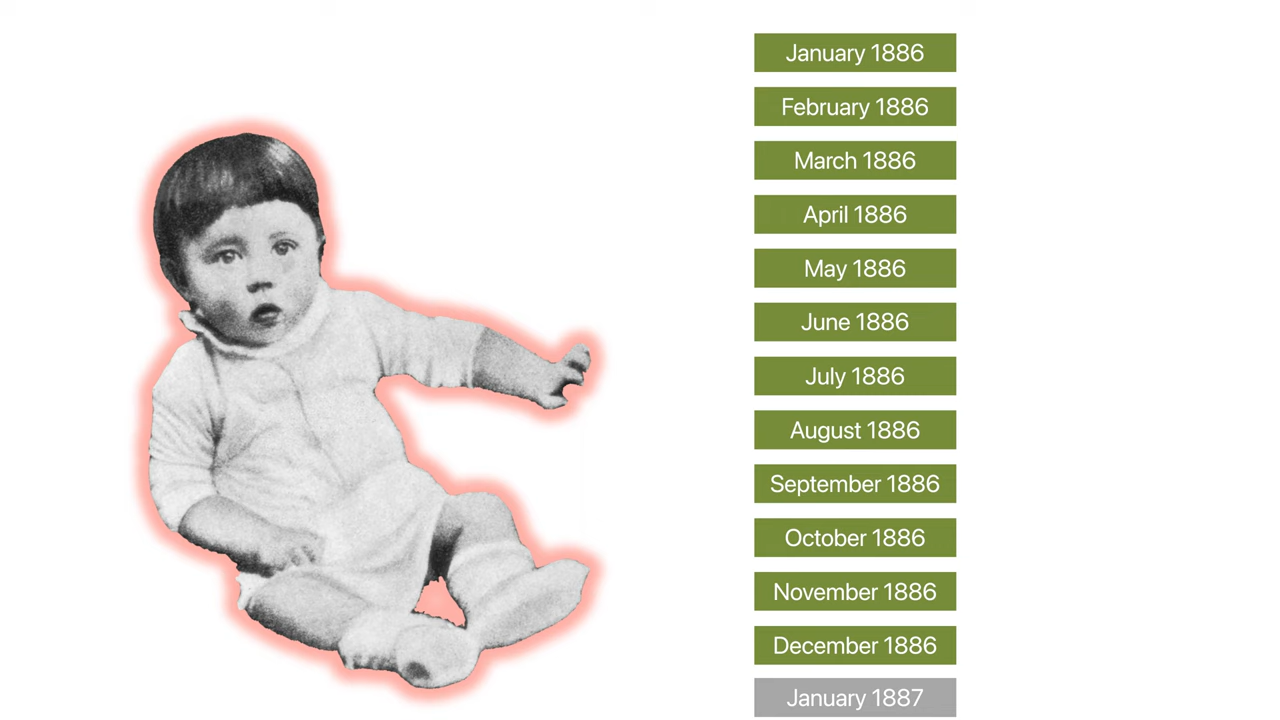 January 1886
February 1886
March 1886
April 1886
May 1886
June 1886
July 1886
August 1886
September 1886
October 1886
November 1886
December 1886
January 1887